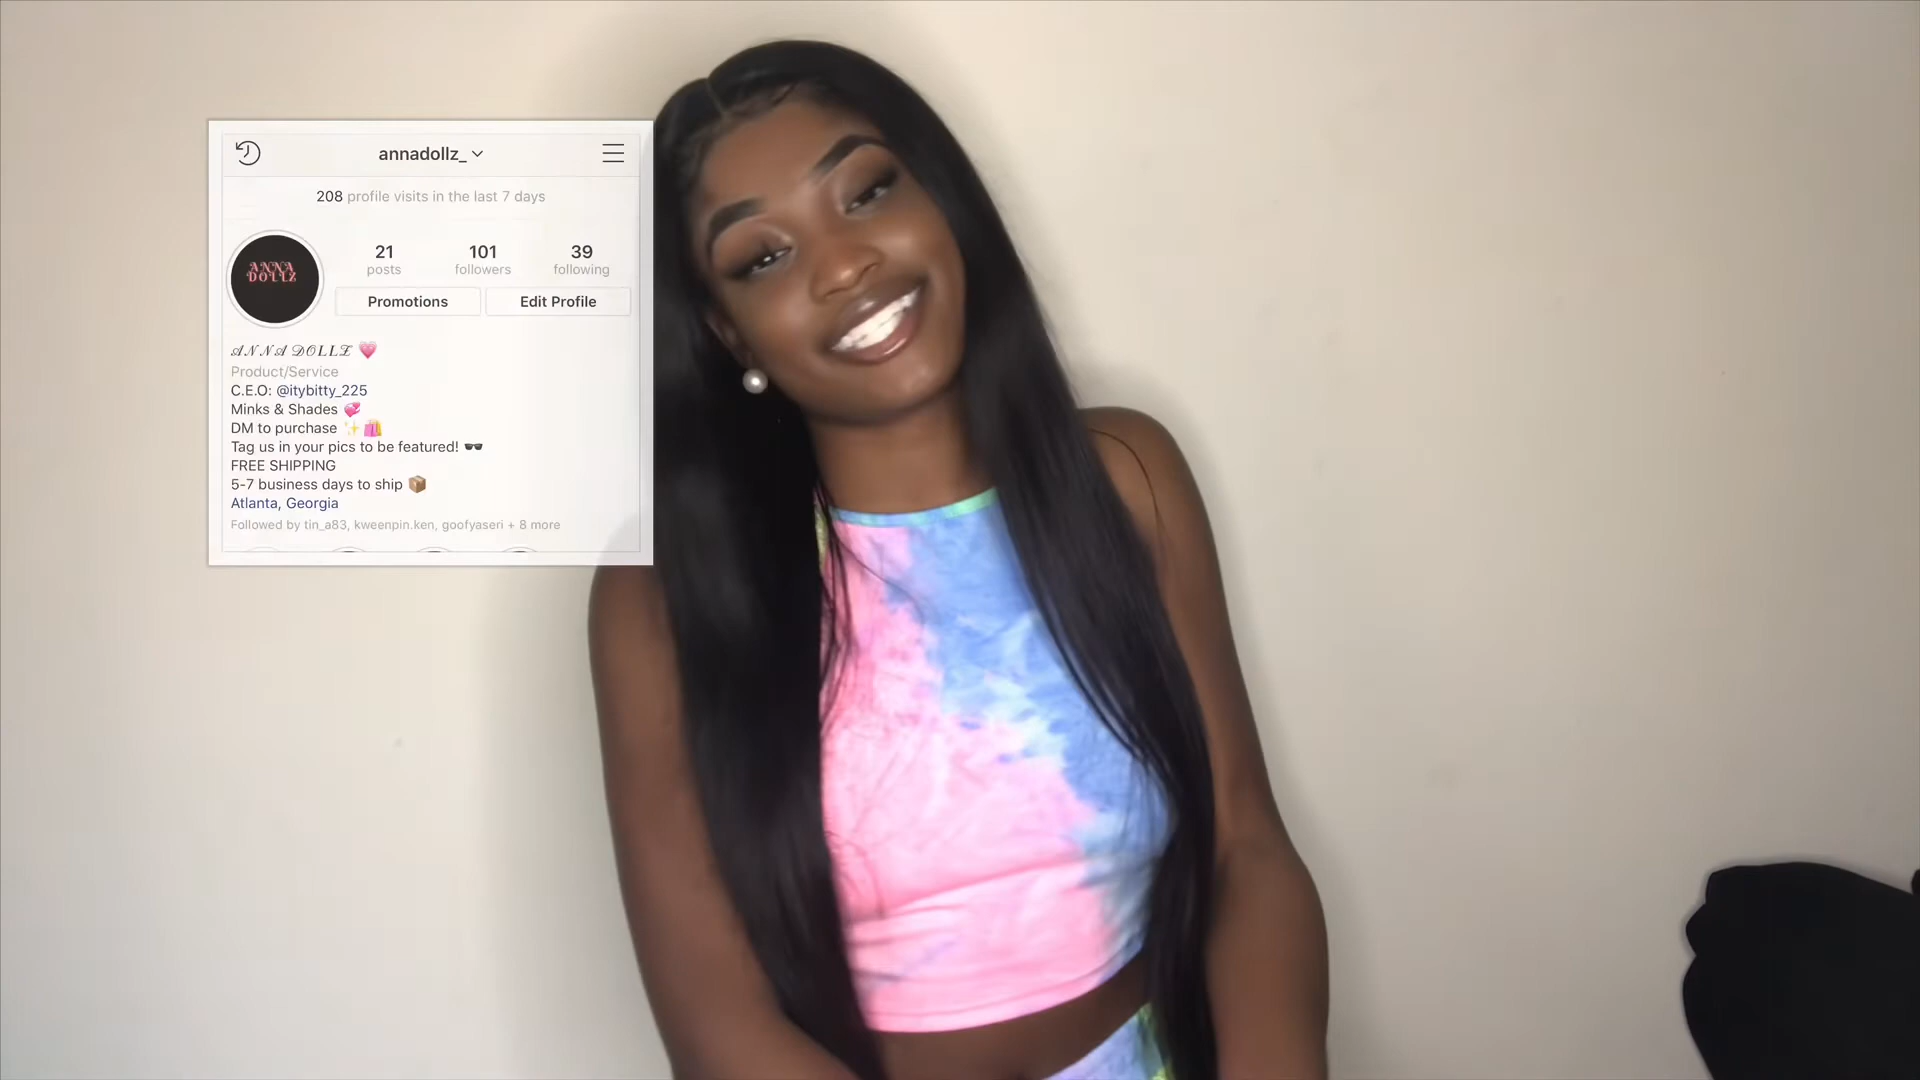 annadollz_
208 profile visits in the last 7 days
ANNA
DOLLZ
21 101 39
posts followers following
Promotions Edit Profile
𝒜𝒩𝒩𝒜 𝒟𝒪𝐿𝐿𝒵 💗
Product/Service
C.E.O: @itybitty_225
Minks & Shades 💞
DM to purchase ✨🛍️
Tag us in your pics to be featured! 🕶️
FREE SHIPPING
5-7 business days to ship 📦
Atlanta, Georgia
Followed by tin_a83, kweenpin.ken, goofyaseri + 8 more